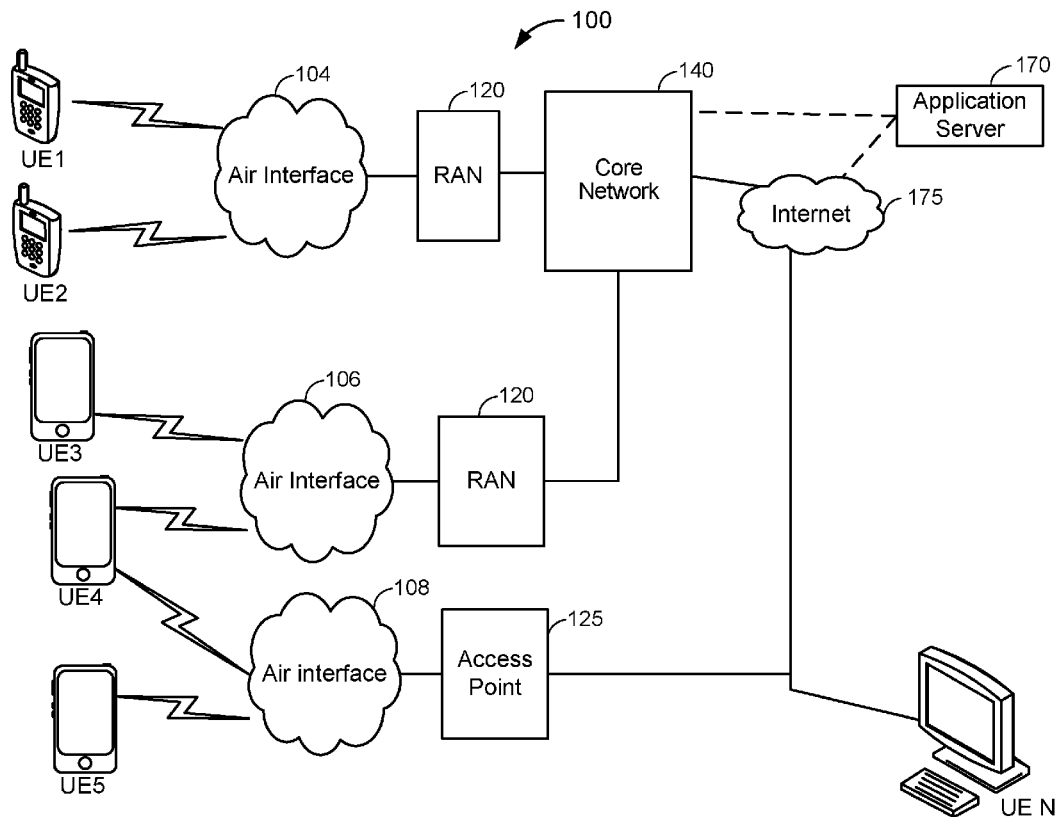 100
104
120
140
170
UE1
Air Interface
RAN
Core
Network
Application
Server
UE2
Internet
175
106
120
UE3
Air Interface
RAN
UE4
108
125
Air interface
Access
Point
UE5
UE N